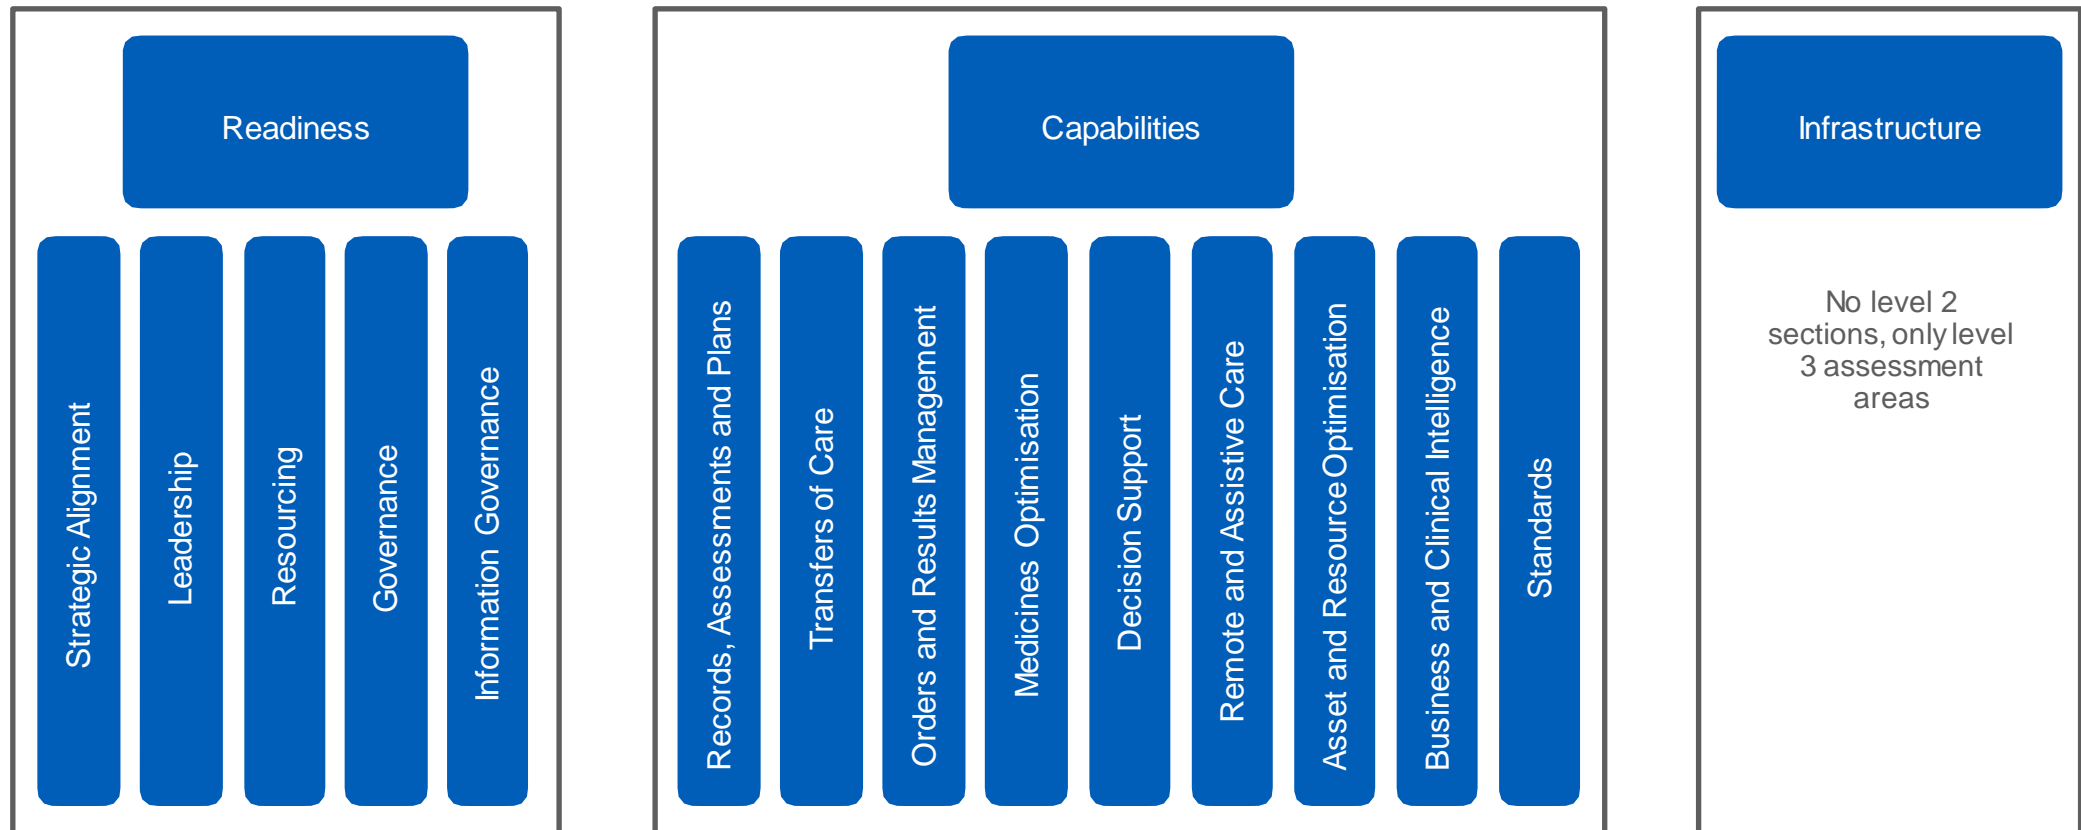 Readiness
Strategic Alignment
Leadership
Resourcing
Governance
Information Governance
Capabilities
Records, Assessments and Plans
Transfers of Care
Orders and Results Management
Medicines Optimisation
Decision Support
Remote and Assistive Care
Asset and Resource Optimisation
Business and Clinical Intelligence
Standards
Infrastructure
No level 2
sections, only level
3 assessment
areas